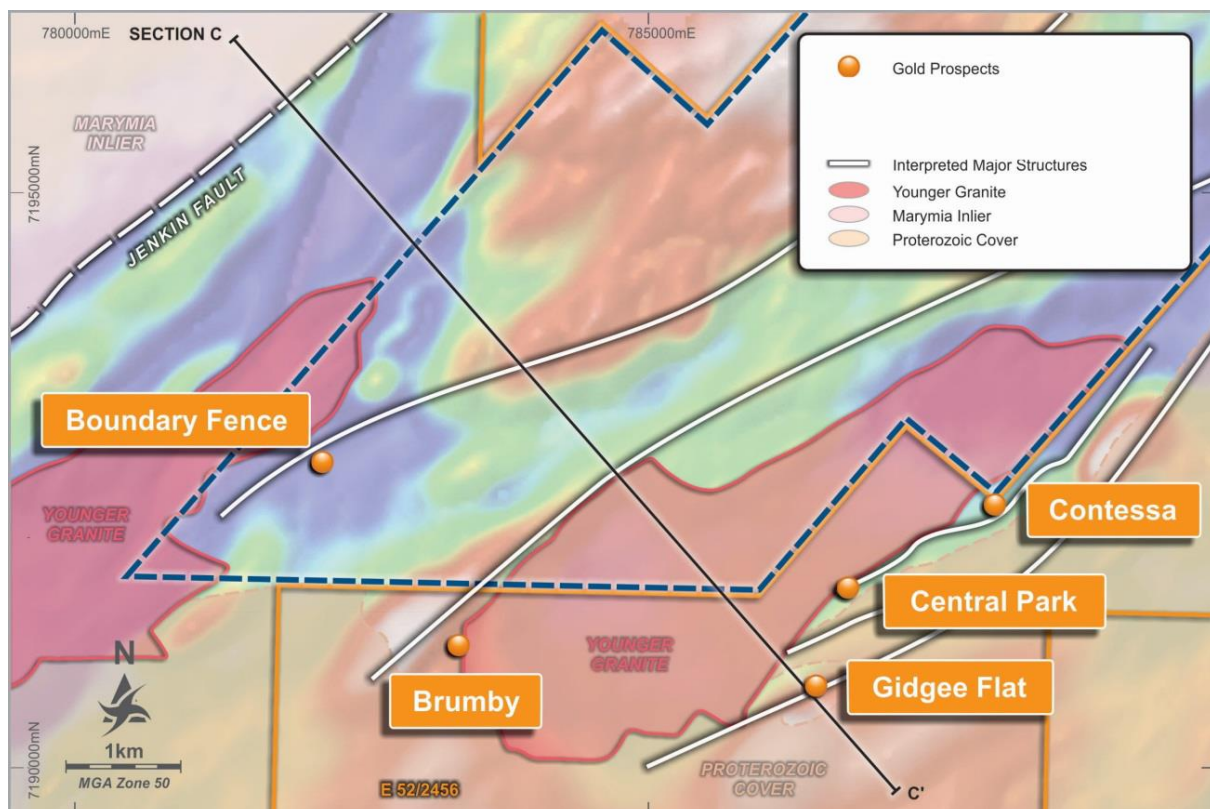 780000mE
SECTION C
785000mE
Gold Prospects
Interpreted Major Structures
Younger Granite
Marymia Inlier
Proterozoic Cover
MARYMIA
INLIER
7195000mN
JENKIN FAULT
Boundary Fence
YOUNGER
GRANITE
Contessa
Central Park
YOUNGER
GRANITE
Gidgee Flat
Brumby
N
1km
MGA Zone 50
7190000mN
PROTEROZOIC
COVER
E 52/2456
C'